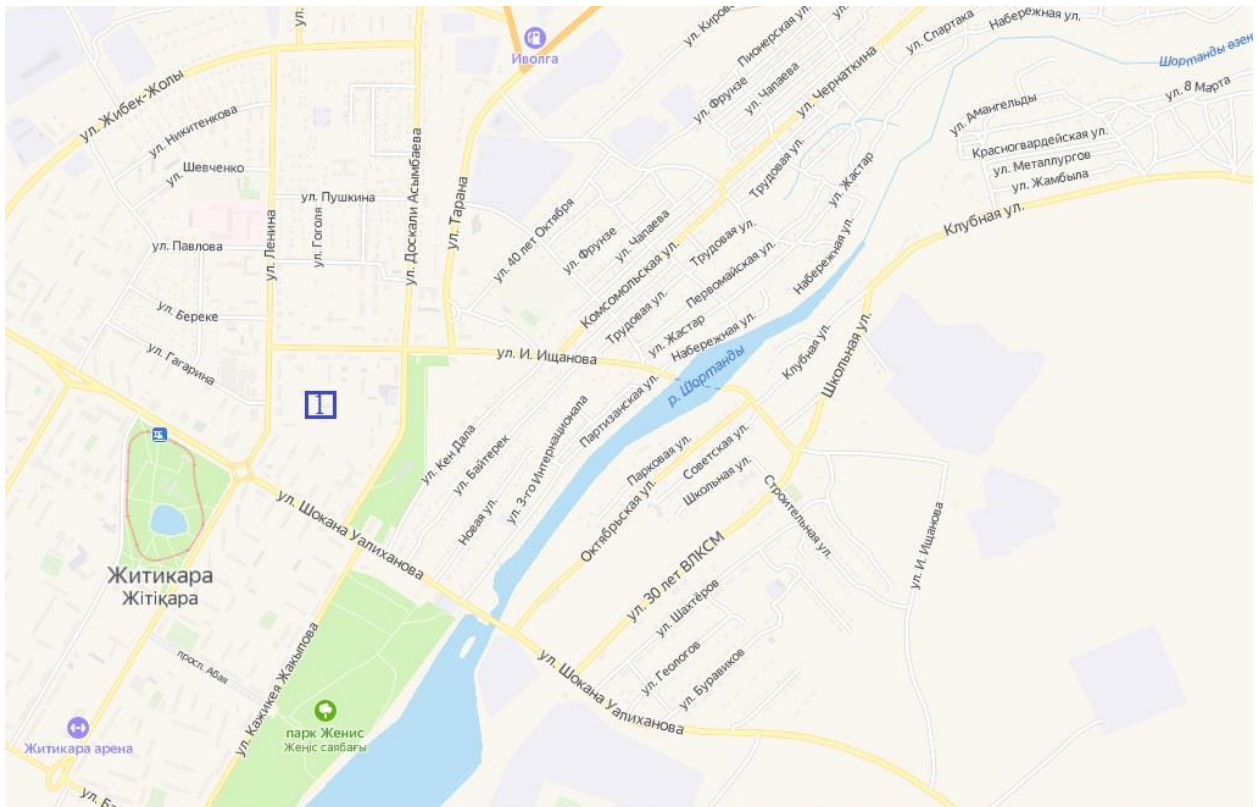 ул.
Иволга
ул. Киров
Пионерская ул.
ул.
ул. Спартака
Набережная ул.
Шортанды өзен
ул. Жибек-Жолы
ул. Никитенкова
ул. Фрунзе
ул. Чапаева
ул. Чернаткина
ул. Амангельды
ул. 8 Марта
ул. Шевченко
ул. Доскали Асымбаева
Красногвардейская ул.
ул. Металлургов
ул. Жамбыла
ул. Пушкина
ул. Тарана
Трудовая ул.
ул. Жастар
Клубная ул.
ул. Павлова
ул. Ленина
ул. Гоголя
ул. 40 лет Октября
ул. Фрунзе
ул. Чапаева
Трудовая ул.
Набережная ул.
ул. Береке
Комсомольская ул.
Первомайская ул.
Трудовая ул.
ул. Жастар
Набережная ул.
ул. Гагарина
ул. И. Ищанова
р. Шортанды
Клубная ул.
Школьная ул.
1
Партизанская ул.
ул. Кен Дала
ул. Байтерек
ул. 3-го Интернационала
Новая ул.
Парковая ул.
Советская ул.
Школьная ул.
Октябрьская ул.
Строительная ул.
ул. Шокана Уалиханова
ул. И. Ищанова
ул. 30 лет ВЛКСМ
Житикара
Жітіқара
ул. Шахтёров
просп. Абая
ул. Кажикея Жакыпова
ул. Геологов
ул. Буравиков
ул. Шокана Уалиханова
парк Женис
Жеңіс саябағы
Житикара арена
ул. Ба